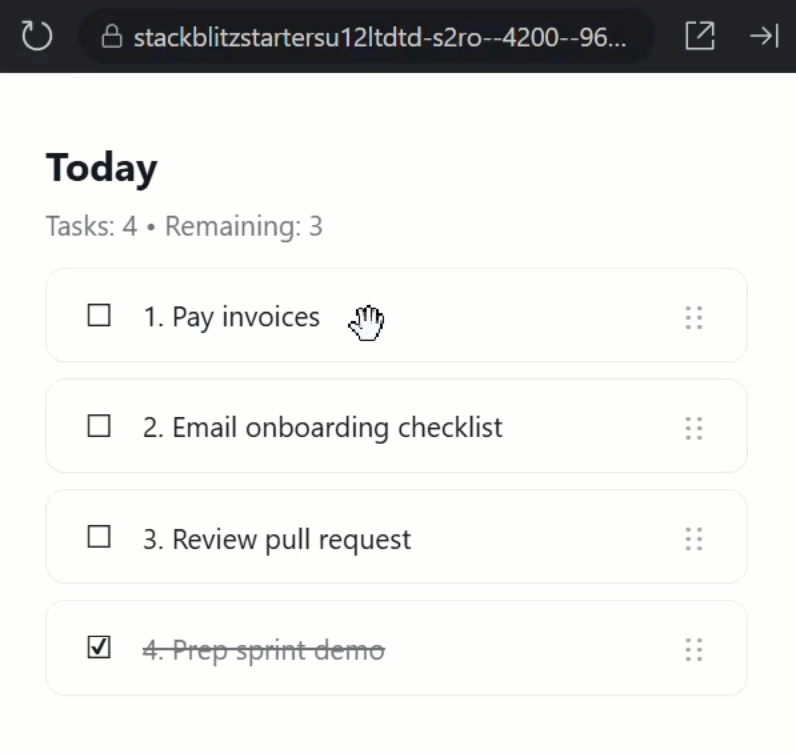 stackblitzstartersu12ltdtd-s2ro--4200--96...
Today
Tasks: 4 • Remaining: 3
1. Pay invoices
2. Email onboarding checklist
3. Review pull request
4. Prep sprint demo